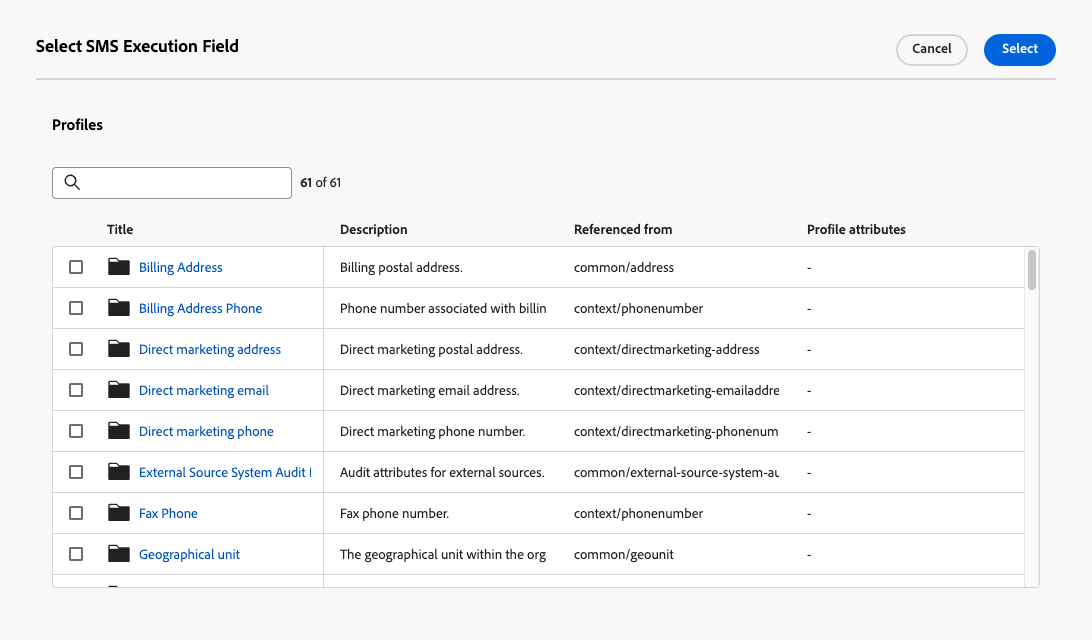 Select SMS Execution Field
Cancel
Select
Profiles
61 of 61
Title Description Referenced from Profile attributes
Billing Address Billing postal address. common/address -
Billing Address Phone Phone number associated with billin context/phonenumber -
Direct marketing address Direct marketing postal address. context/directmarketing-address -
Direct marketing email Direct marketing email address. context/directmarketing-emailaddre -
Direct marketing phone Direct marketing phone number. context/directmarketing-phonenum -
External Source System Audit Audit attributes for external sources. common/external-source-system-au -
Fax Phone Fax phone number. context/phonenumber -
Geographical unit The geographical unit within the org common/geounit -